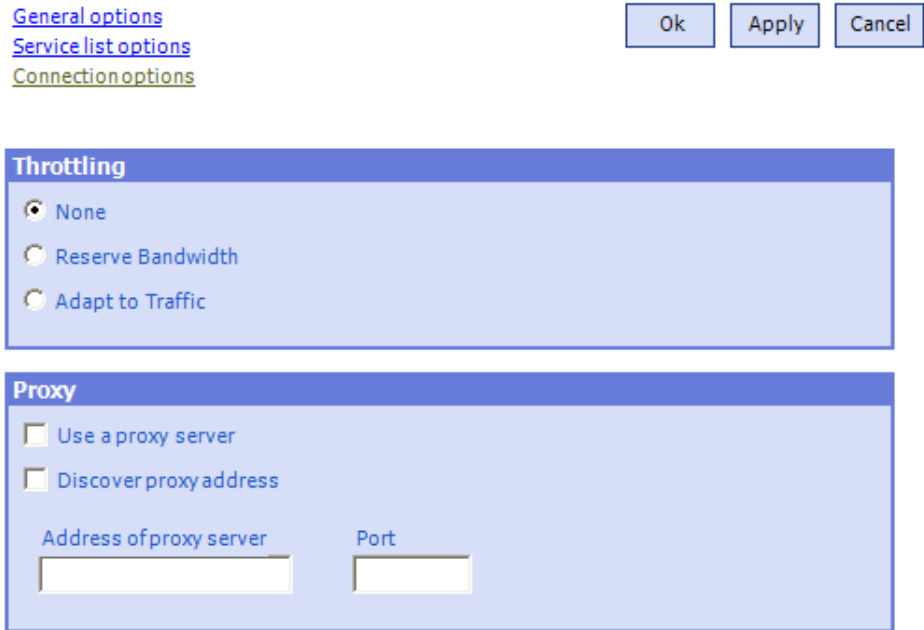 General options
Service list options
Connection options
Ok Apply Cancel
Throttling
None
Reserve Bandwidth
Adapt to Traffic
Proxy
Use a proxy server
Discover proxy address
Address of proxy server Port